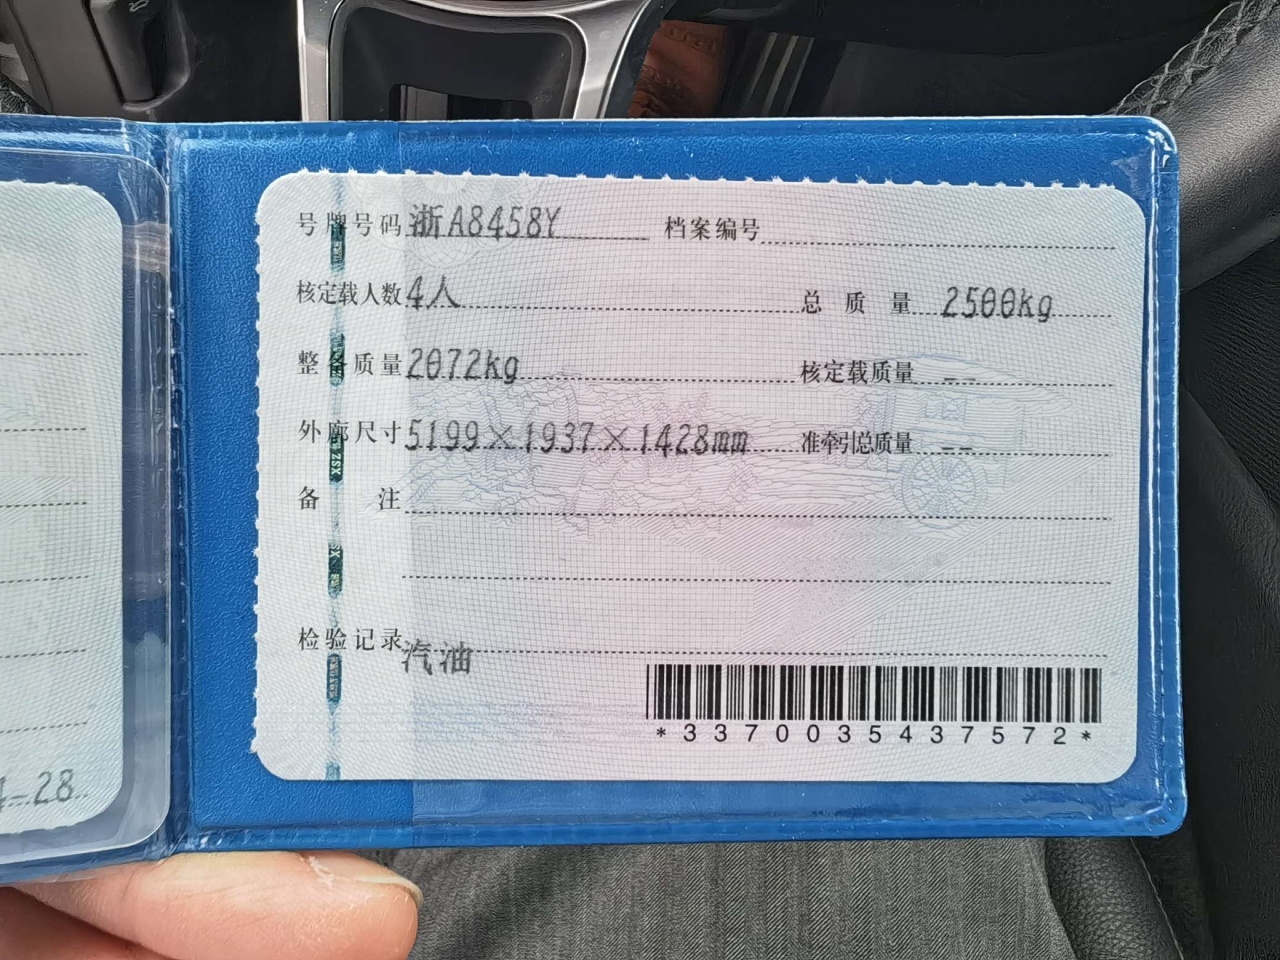 号牌号码 浙A8458Y 档案编号
核定载人数 4人 总质量 2500kg
整备质量 2072kg 核定载质量 --
外廓尺寸 5199×1937×1428mm 准牵引总质量 --
备注
检验记录 汽油
*3370035437572*
-28